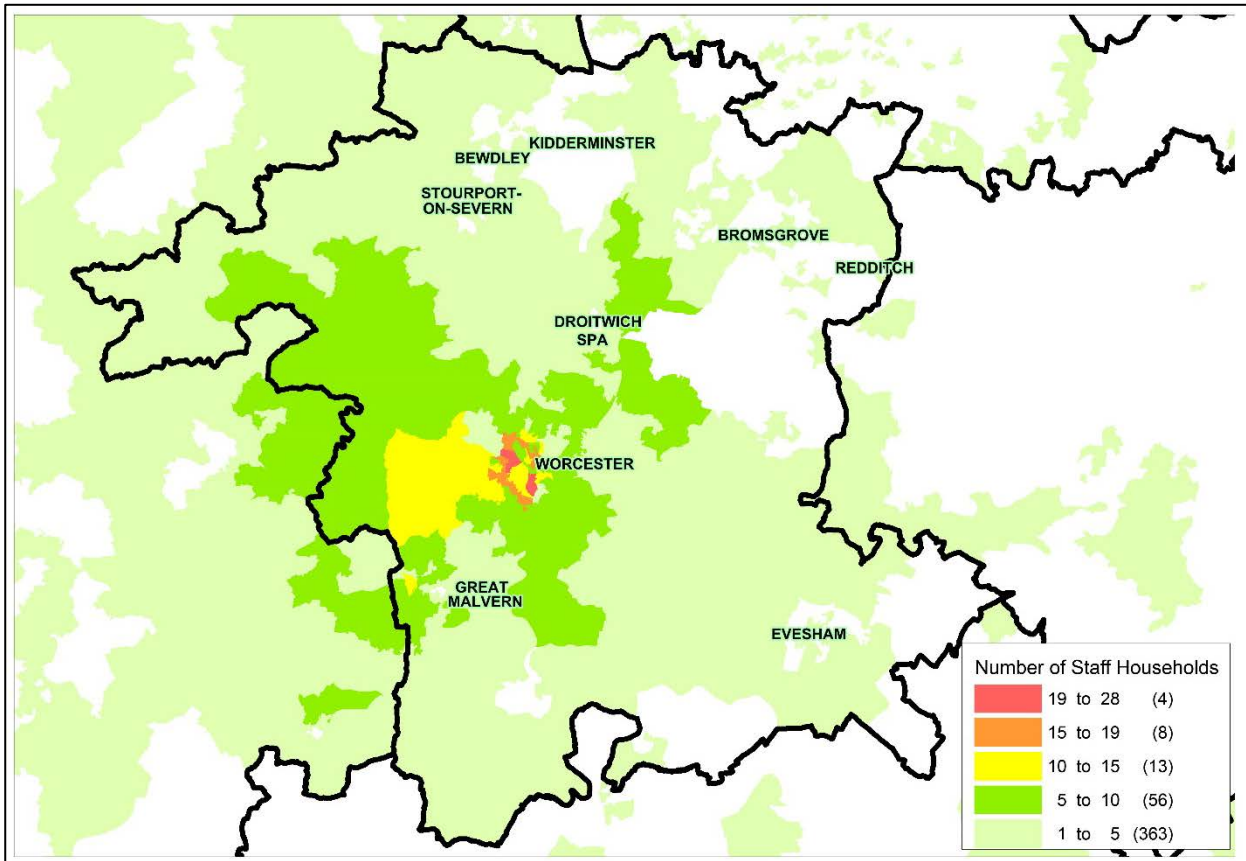 KIDDERMINSTER
BEWDLEY
STOURPORT-
ON-SEVERN
BROMSGROVE
REDDITCH
DROITWICH
SPA
WORCESTER
GREAT
MALVERN
EVESHAM
Number of Staff Households
19 to 28 (4)
15 to 19 (8)
10 to 15 (13)
5 to 10 (56)
1 to 5 (363)